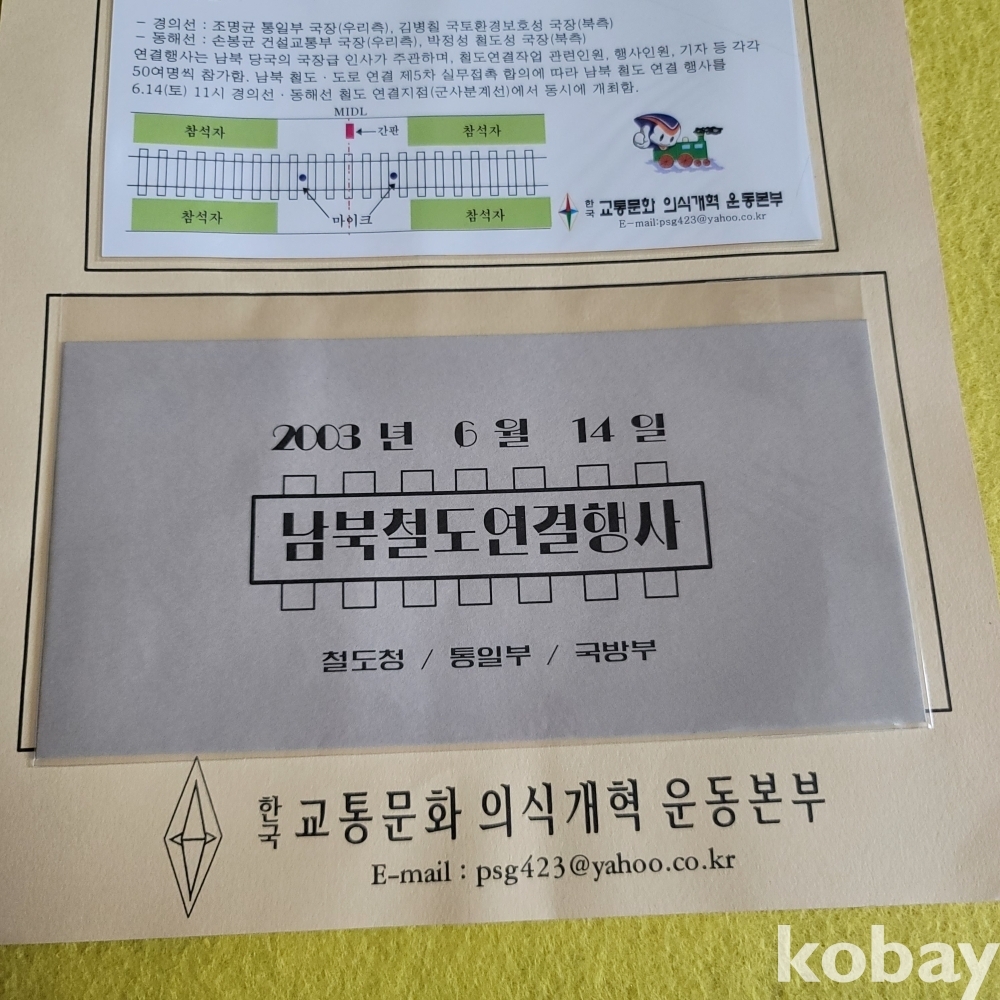 - 경의선 : 조명균 통일부 국장(우리측), 김병칠 국토환경보호성 국장(북측)
- 동해선 : 손봉균 건설교통부 국장(우리측), 박정성 철도성 국장(북측)
연결행사는 남북 당국의 국장급 인사가 주관하며, 철도연결작업 관련인원, 행사인원, 기자 등 각각
50여명씩 참가함. 남북 철도 · 도로 연결 제5차 실무접촉 합의에 따라 남북 철도 연결 행사를
6.14(토) 11시 경의선 · 동해선 철도 연결지점(군사분계선)에서 동시에 개최함.
MIDL
참석자
간판
참석자
참석자
마이크
참석자
한국 교통문화 의식개혁 운동본부
E-mail:psg423@yahoo.co.kr
2003 년 6 월 14 일
남북철도연결행사
철도청 / 통일부 / 국방부
한국 교통문화 의식개혁 운동본부
E-mail : psg423@yahoo.co.kr
kobay